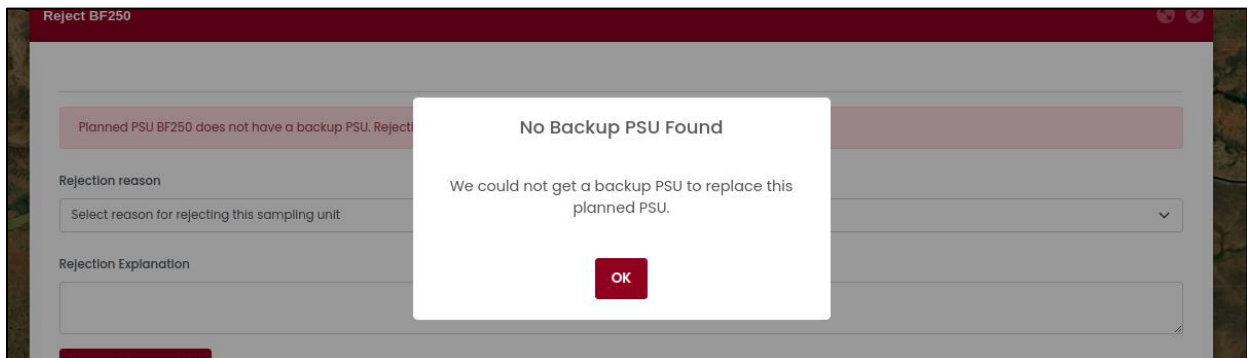 Reject BF250
Planned PSU BF250 does not have a backup PSU.
No Backup PSU Found
We could not get a backup PSU to replace this
planned PSU.
OK
Rejection reason
Select reason for rejecting this sampling unit
Rejection Explanation